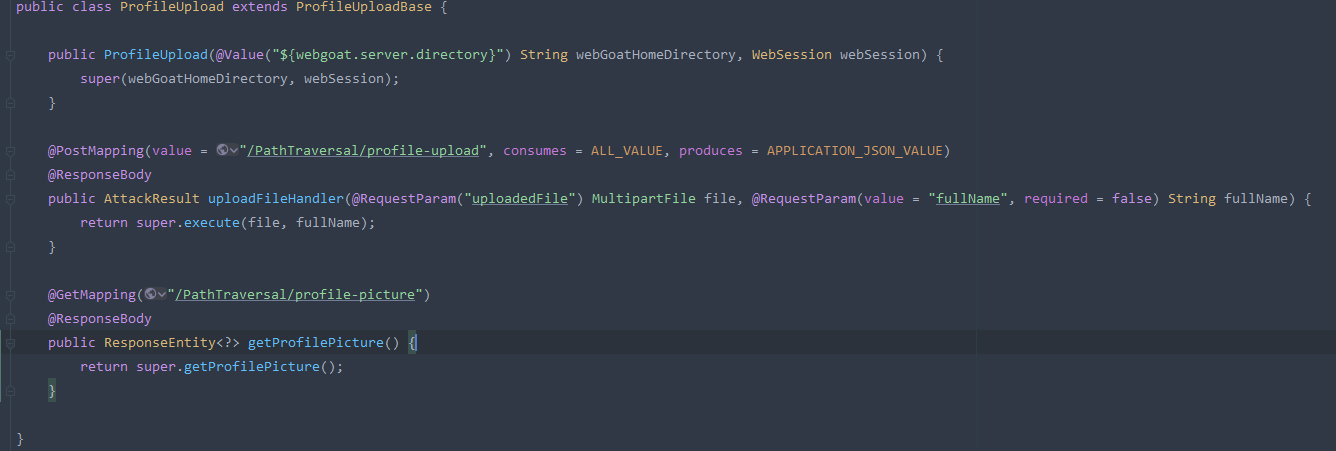 public class ProfileUpload extends ProfileUploadBase {
public ProfileUpload(@Value("${webgoat.server.directory}") String webGoatHomeDirectory, WebSession webSession) {
super(webGoatHomeDirectory, webSession);
}
@PostMapping(value = "/PathTraversal/profile-upload", consumes = ALL_VALUE, produces = APPLICATION_JSON_VALUE)
@ResponseBody
public AttackResult uploadFileHandler(@RequestParam("uploadedFile") MultipartFile file, @RequestParam(value = "fullName", required = false) String fullName) {
return super.execute(file, fullName);
}
@GetMapping("/PathTraversal/profile-picture")
@ResponseBody
public ResponseEntity<?> getProfilePicture() {
return super.getProfilePicture();
}
}